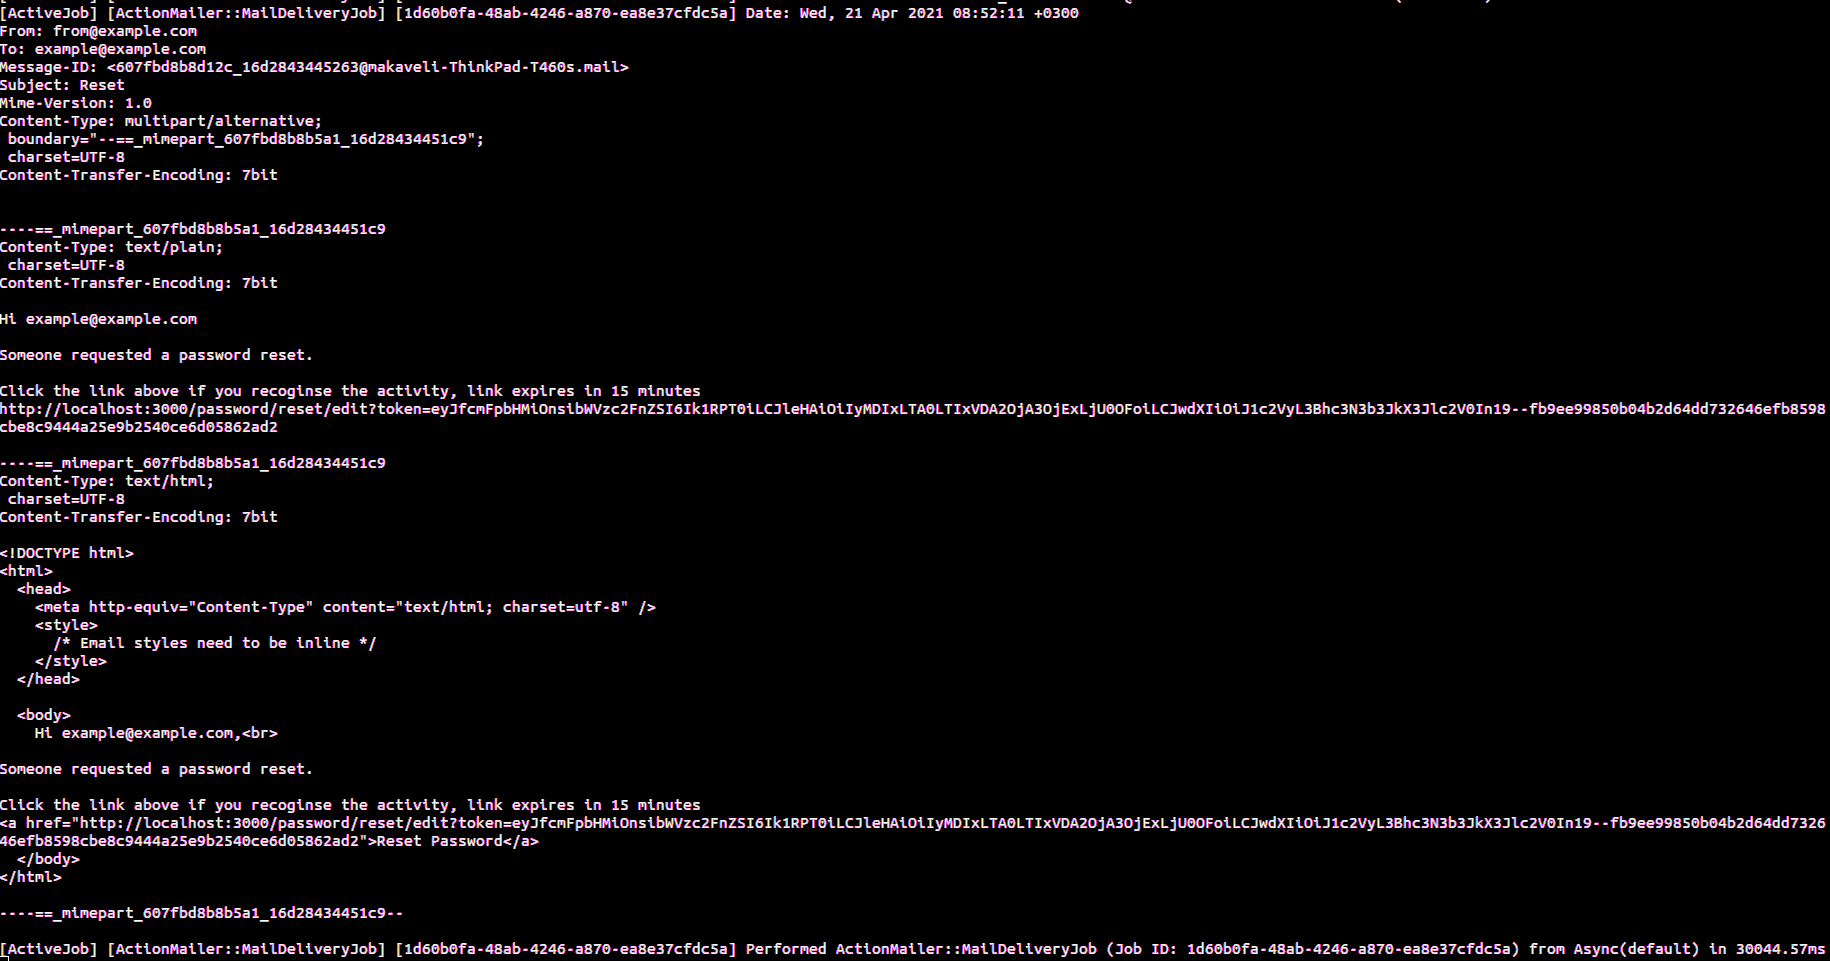 [ActiveJob] [ActionMailer::MailDeliveryJob] [1d60b0fa-48ab-4246-a870-ea8e37cfdc5a] Date: Wed, 21 Apr 2021 08:52:11 +0300
From: from@example.com
To: example@example.com
Message-ID: <607fbd8b8d12c_16d2843445263@makaveli-ThinkPad-T460s.mail>
Subject: Reset
Mime-Version: 1.0
Content-Type: multipart/alternative;
 boundary="--==_mimepart_607fbd8b8b5a1_16d28434451c9";
 charset=UTF-8
Content-Transfer-Encoding: 7bit
----==_mimepart_607fbd8b8b5a1_16d28434451c9
Content-Type: text/plain;
 charset=UTF-8
Content-Transfer-Encoding: 7bit
Hi example@example.com
Someone requested a password reset.
Click the link above if you recoginse the activity, link expires in 15 minutes
http://localhost:3000/password/reset/edit?token=eyJfcmFpbHMiOnsibWVzc2FnZSI6Ik1RPT0iLCJleHAiOiIyMDIxLTA0LTIxVDA2OjA3OjExLjU0OFoiLCJwdXIiOiJ1c2VyL3Bhc3N3b3JkX3Jlc2V0In19--fb9ee99850b04b2d64dd732646efb8598
cbe8c9444a25e9b2540ce6d05862ad2
----==_mimepart_607fbd8b8b5a1_16d28434451c9
Content-Type: text/html;
 charset=UTF-8
Content-Transfer-Encoding: 7bit
<!DOCTYPE html>
<html>
  <head>
    <meta http-equiv="Content-Type" content="text/html; charset=utf-8" />
    <style>
      /* Email styles need to be inline */
    </style>
  </head>
  <body>
    Hi example@example.com,<br>
Someone requested a password reset.
Click the link above if you recoginse the activity, link expires in 15 minutes
<a href="http://localhost:3000/password/reset/edit?token=eyJfcmFpbHMiOnsibWVzc2FnZSI6Ik1RPT0iLCJleHAiOiIyMDIxLTA0LTIxVDA2OjA3OjExLjU0OFoiLCJwdXIiOiJ1c2VyL3Bhc3N3b3JkX3Jlc2V0In19--fb9ee99850b04b2d64dd7326
46efb8598cbe8c9444a25e9b2540ce6d05862ad2">Reset Password</a>
  </body>
</html>
----==_mimepart_607fbd8b8b5a1_16d28434451c9--
[ActiveJob] [ActionMailer::MailDeliveryJob] [1d60b0fa-48ab-4246-a870-ea8e37cfdc5a] Performed ActionMailer::MailDeliveryJob (Job ID: 1d60b0fa-48ab-4246-a870-ea8e37cfdc5a) from Async(default) in 30044.57ms